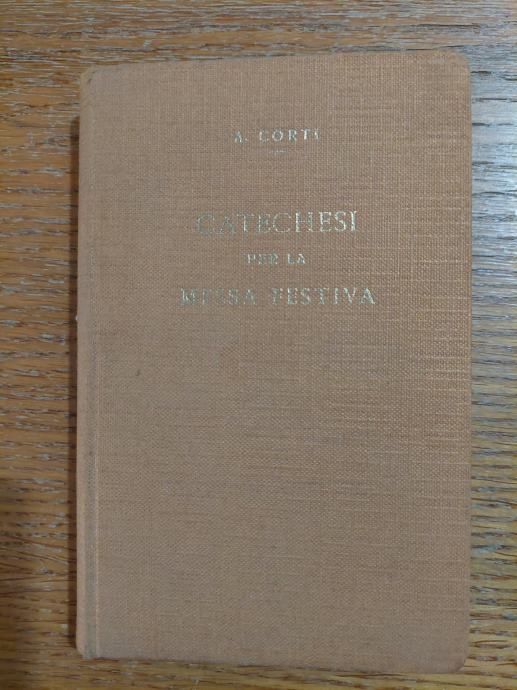 A. CORTI
CATECHESI
PER LA
MESSA FESTIVA